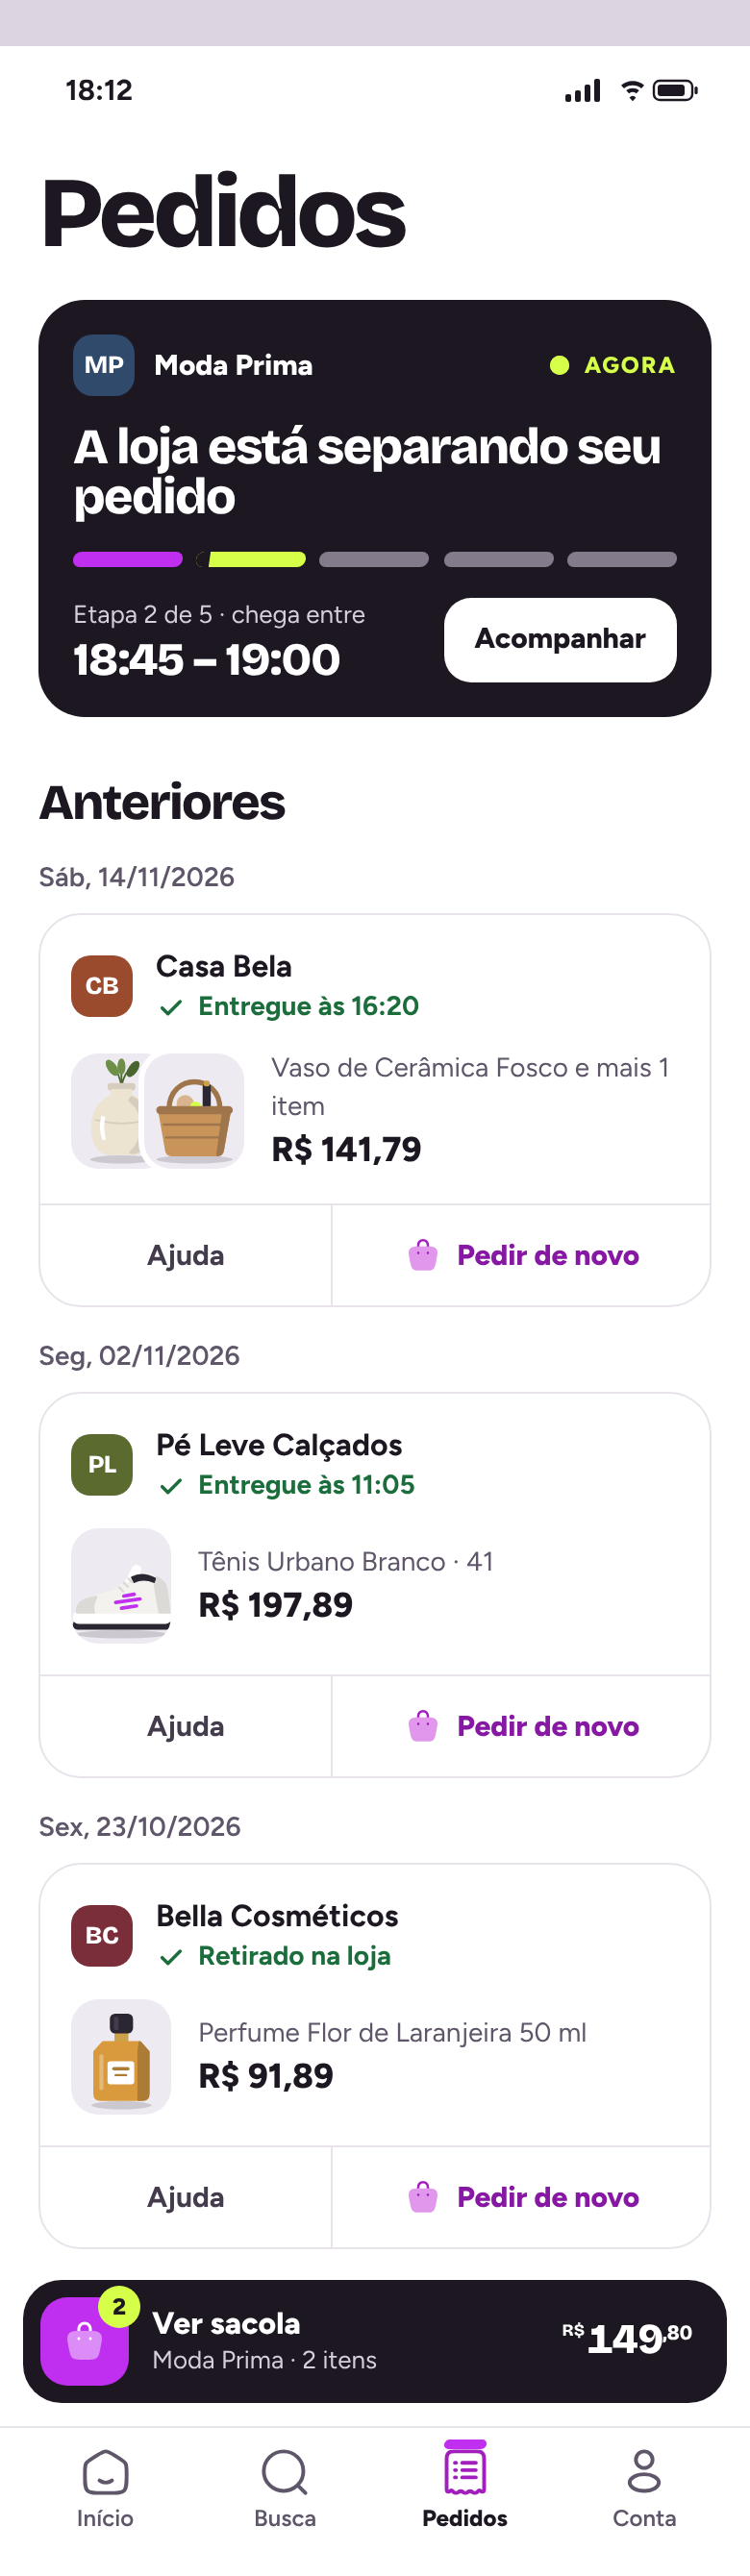 18:12
Pedidos
MP Moda Prima AGORA
A loja está separando seu
pedido
Etapa 2 de 5 · chega entre
18:45 – 19:00
Acompanhar
Anteriores
Sáb, 14/11/2026
CB
Casa Bela
Entregue às 16:20
Vaso de Cerâmica Fosco e mais 1
item
R$ 141,79
Ajuda
Pedir de novo
Seg, 02/11/2026
PL
Pé Leve Calçados
Entregue às 11:05
Tênis Urbano Branco · 41
R$ 197,89
Ajuda
Pedir de novo
Sex, 23/10/2026
BC
Bella Cosméticos
Retirado na loja
Perfume Flor de Laranjeira 50 ml
R$ 91,89
Ajuda
Pedir de novo
2
Ver sacola
Moda Prima · 2 itens
R$ 149,80
Início
Busca
Pedidos
Conta